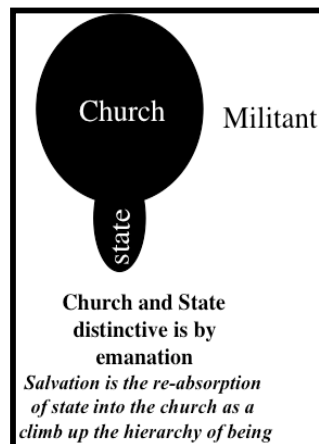 Church
Militant
state
Church and State
distinctive is by
emanation
Salvation is the re-absorption
of state into the church as a
climb up the hierarchy of being